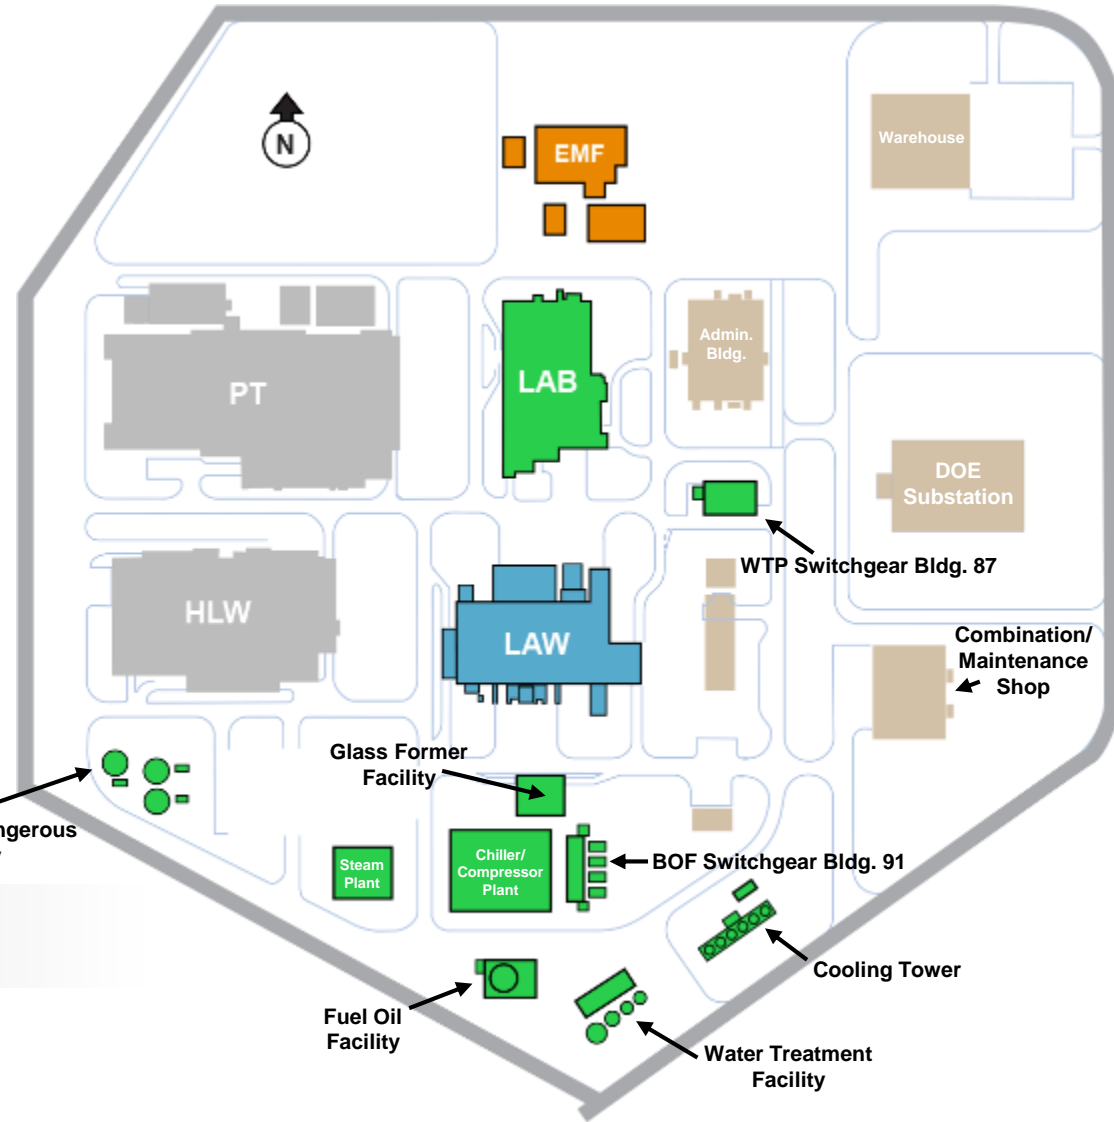 N
EMF
Warehouse
PT
LAB
Admin.
Bldg.
DOE
Substation
WTP Switchgear Bldg. 87
HLW
LAW
Combination/
Maintenance
Shop
Glass Former
Facility
Steam
Plant
Chiller/
Compressor
Plant
BOF Switchgear Bldg. 91
Cooling Tower
Fuel Oil
Facility
Water Treatment
Facility
ngerous